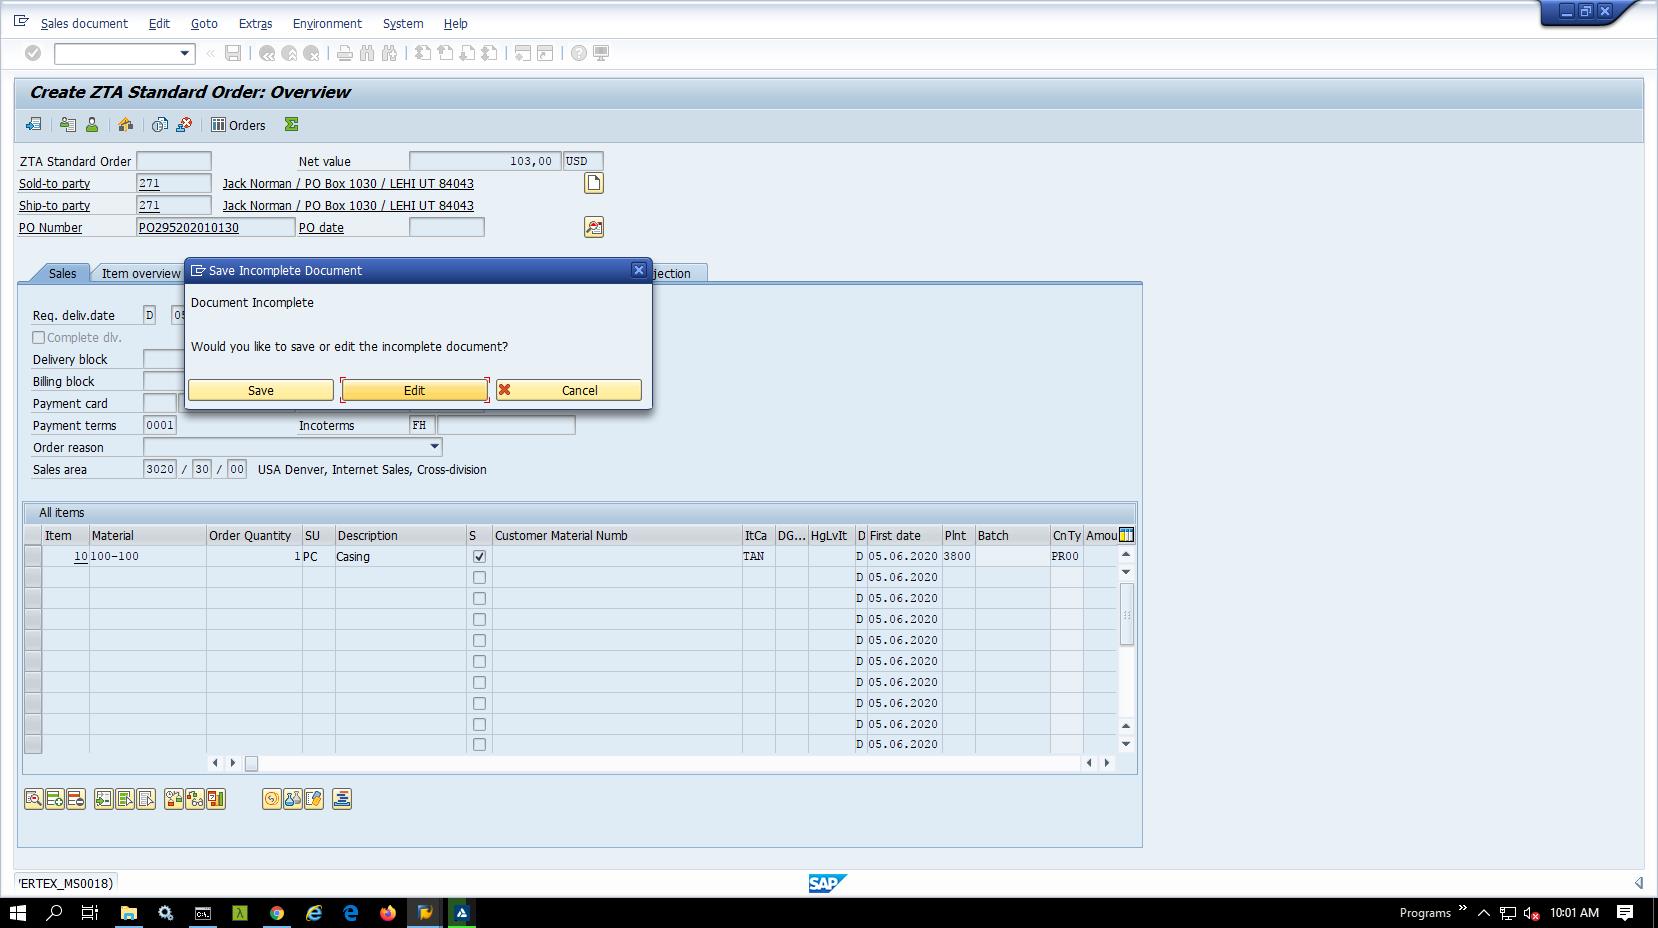 Sales document Edit Goto Extras Environment System Help
Create ZTA Standard Order: Overview
Orders
ZTA Standard Order Net value 103,00 USD
Sold-to party 271 Jack Norman / PO Box 1030 / LEHI UT 84043
Ship-to party 271 Jack Norman / PO Box 1030 / LEHI UT 84043
PO Number PO295202010130 PO date
Sales Item overview jection
Save Incomplete Document
Document Incomplete
Would you like to save or edit the incomplete document?
Save Edit Cancel
Req. deliv.date D
Complete dlv.
Delivery block
Billing block
Payment card
Payment terms 0001 Incoterms FH
Order reason
Sales area 3020 / 30 / 00 USA Denver, Internet Sales, Cross-division
All items
Item Material Order Quantity SU Description S Customer Material Numb ItCa DG... HgLvIt D First date Plnt Batch CnTy Amou
10 100-100 1 PC Casing TAN D 05.06.2020 3800 PR00
D 05.06.2020
D 05.06.2020
D 05.06.2020
D 05.06.2020
D 05.06.2020
D 05.06.2020
D 05.06.2020
D 05.06.2020
D 05.06.2020
'ERTEX_MS0018)
SAP
Programs 10:01 AM